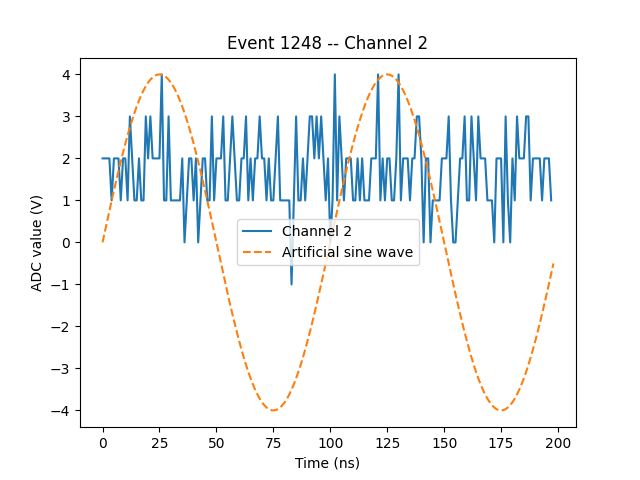 Event 1248 -- Channel 2
ADC value (V)
4
3
2
1
0
−1
−2
−3
−4
Channel 2
Artificial sine wave
0 25 50 75 100 125 150 175 200
Time (ns)